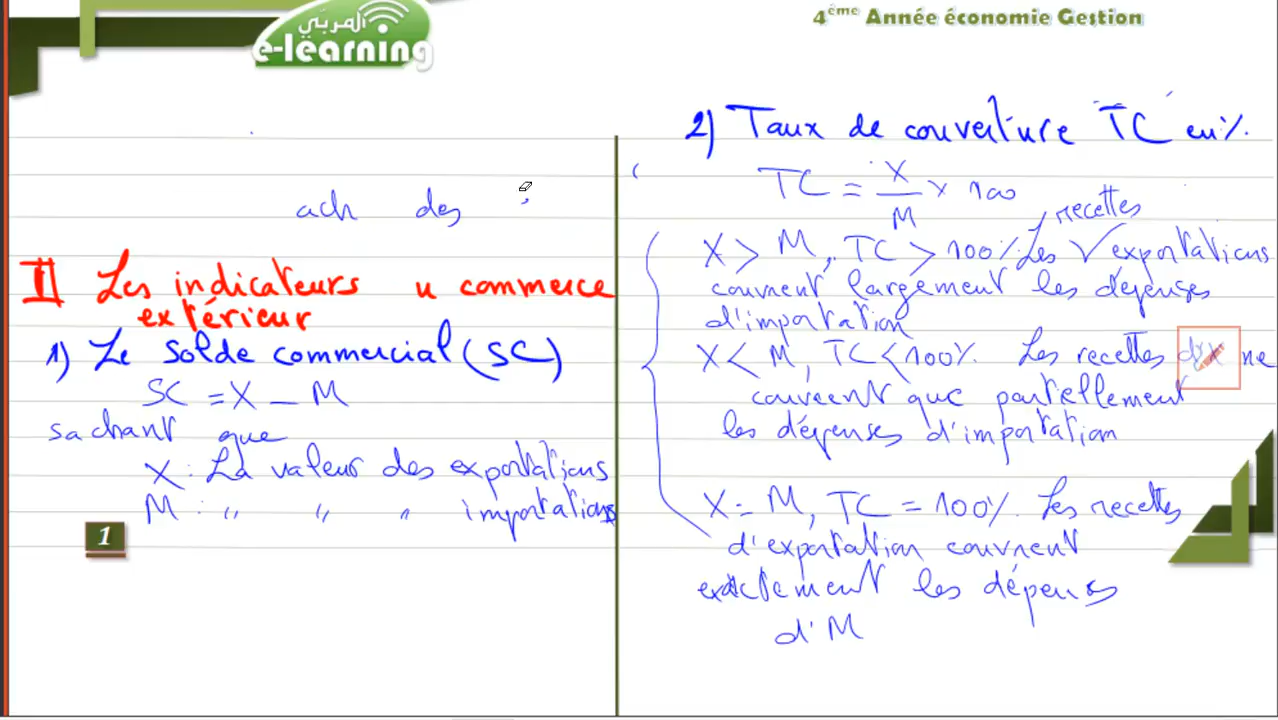 المربي
e-learning
4ème Année économie Gestion
ach des
II Les indicateurs u commerce
extérieur
1) Le solde commercial (SC)
SC = X - M
sachant que
X : La valeur des exportations
M : " " " importations
1
2) Taux de couverture TC en %.
TC = X/M x 100
recettes
X > M, TC > 100%. Les √ exportations
couvrent largement les dépenses
d'importation
X < M, TC < 100%. Les recettes d'X ne
couvrent que partellement
les dépenses d'importation
X = M, TC = 100%. Les recettes
d'exportation couvrent
exactement les dépenses
d'M